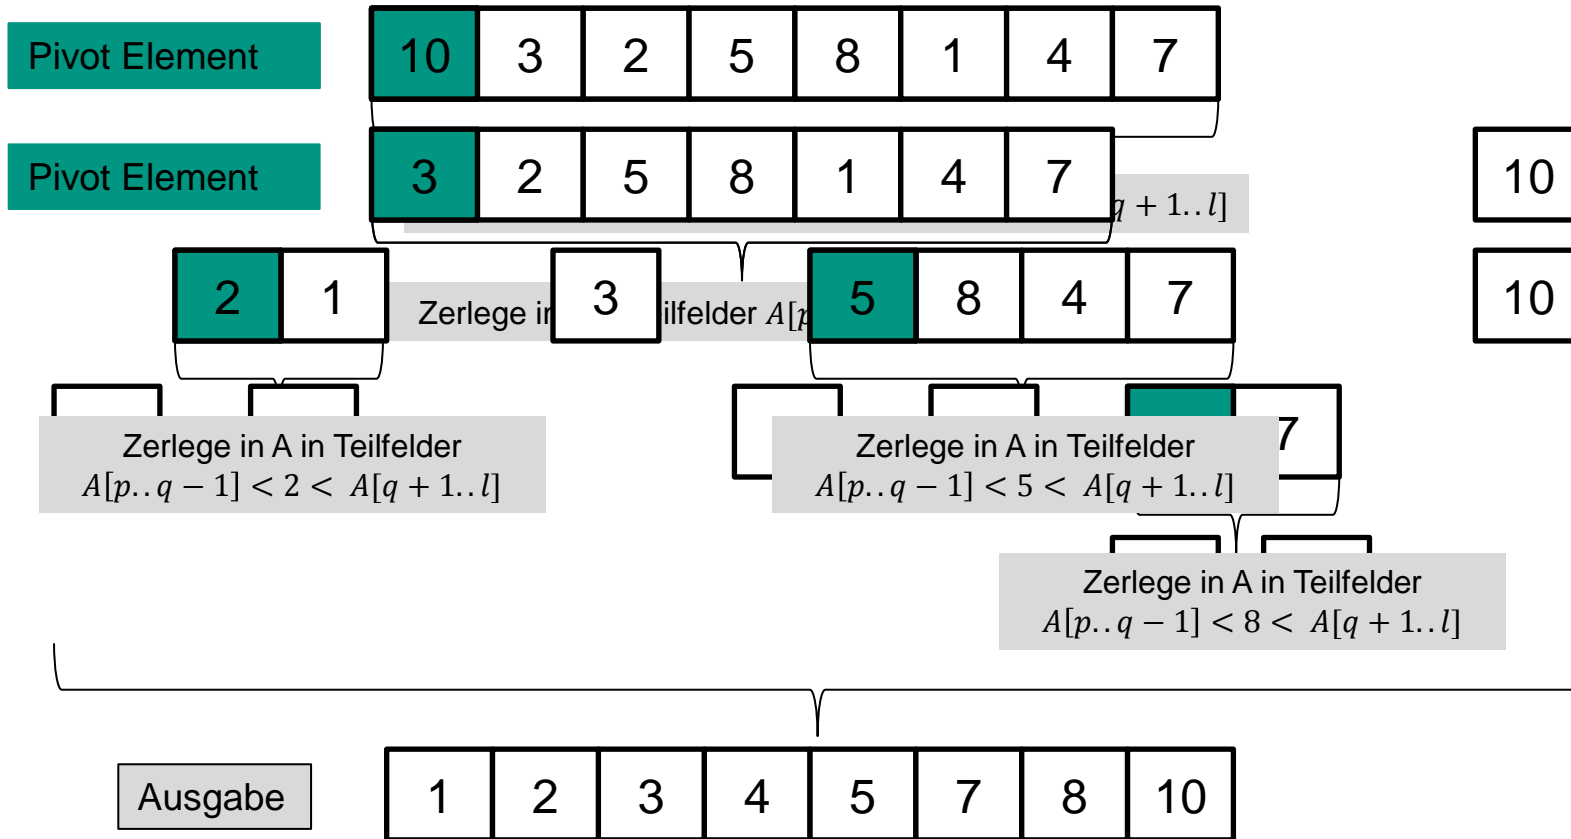 Pivot Element 10 3 2 5 8 1 4 7
Pivot Element 3 2 5 8 1 4 7 10
q + 1..l]
2 1 3 5 8 4 7 10
Zerlege in eilfelder A[p
7
Zerlege in A in Teilfelder
A[p..q − 1] < 2 < A[q + 1..l]
Zerlege in A in Teilfelder
A[p..q − 1] < 5 < A[q + 1..l]
Zerlege in A in Teilfelder
A[p..q − 1] < 8 < A[q + 1..l]
Ausgabe 1 2 3 4 5 7 8 10